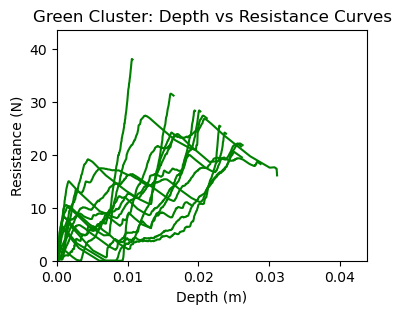 Green Cluster: Depth vs Resistance Curves
40
30
20
10
0
Resistance (N)
0.00 0.01 0.02 0.03 0.04
Depth (m)